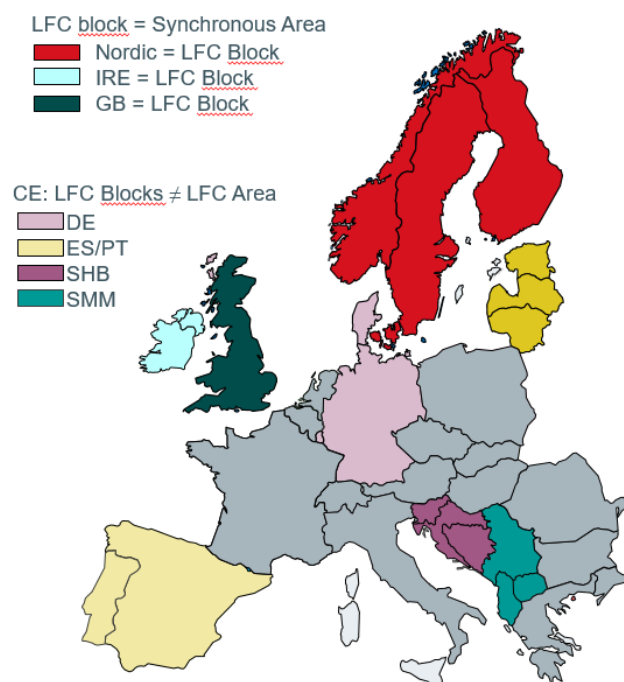 LFC block = Synchronous Area
Nordic = LFC Block
IRE = LFC Block
GB = LFC Block
CE: LFC Blocks ≠ LFC Area
DE
ES/PT
SHB
SMM